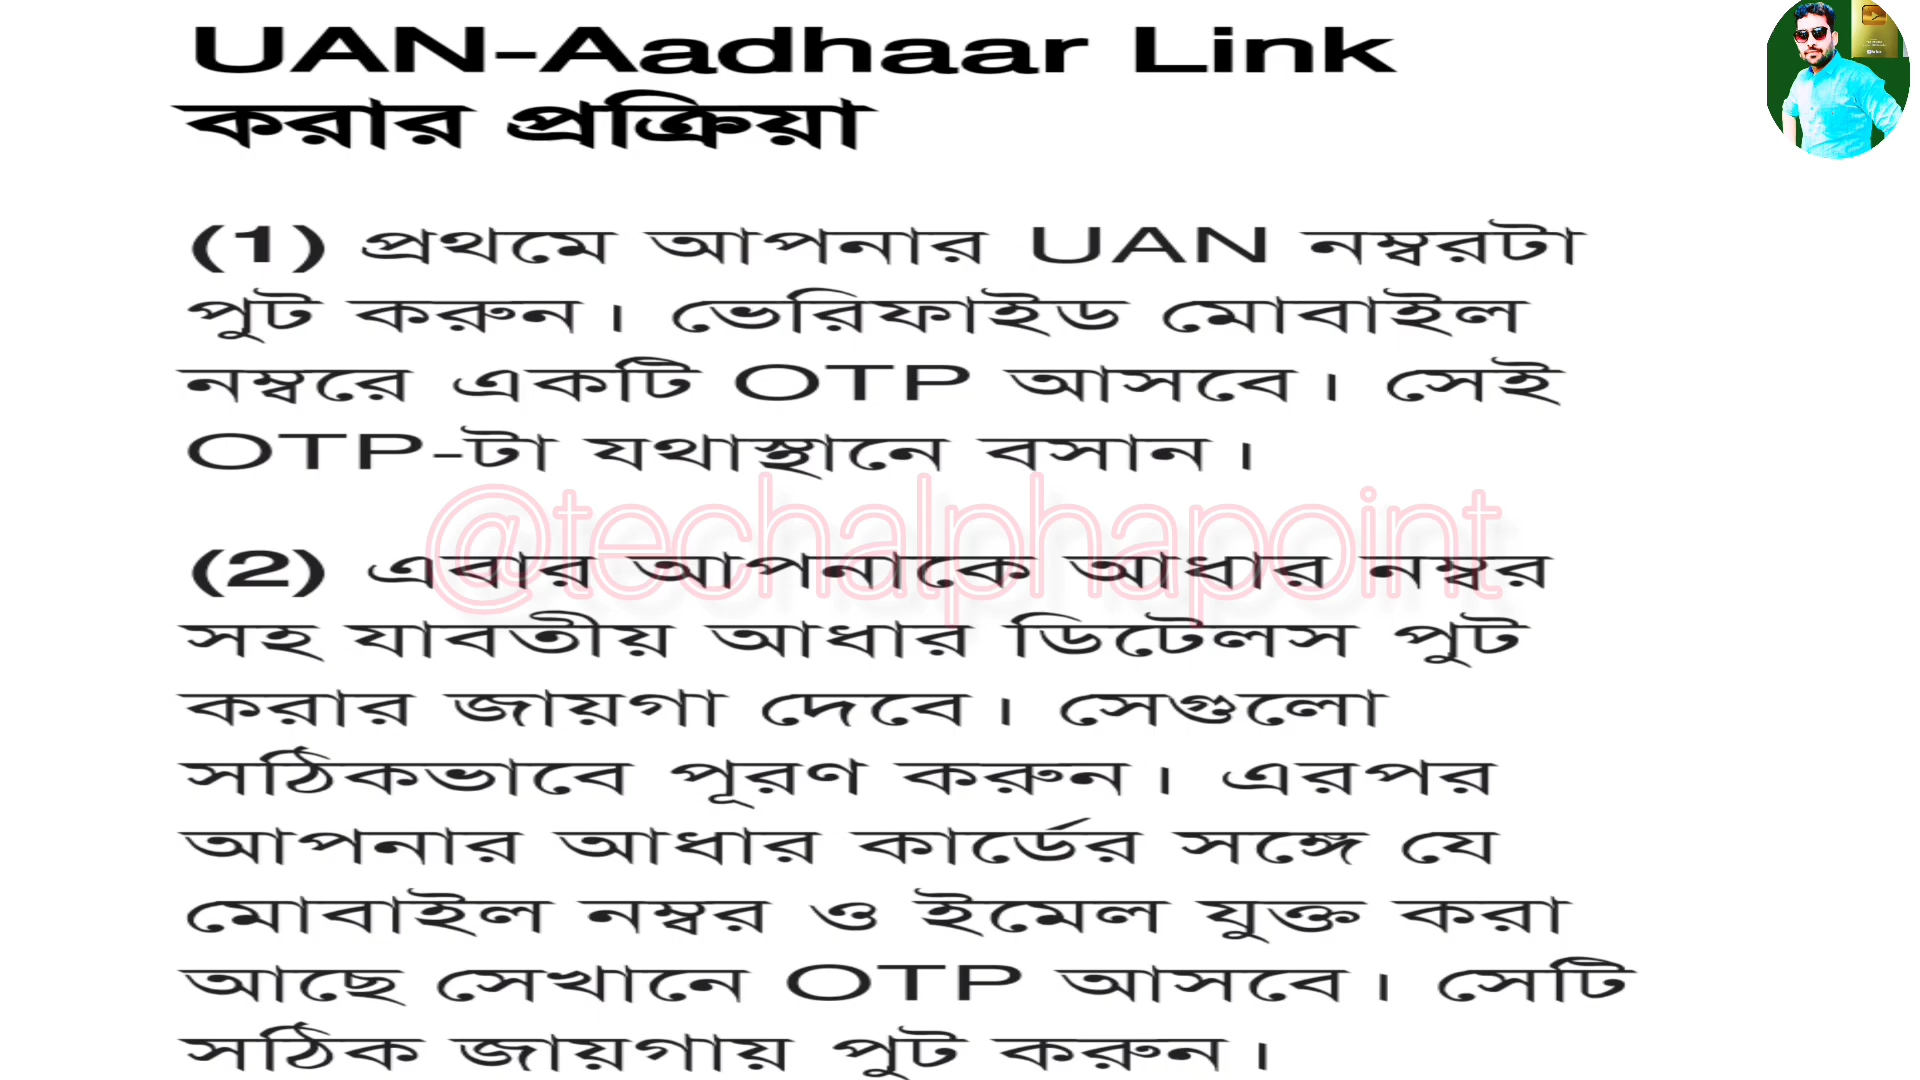 UAN-Aadhaar Link
করার প্রক্রিয়া
(1) প্রথমে আপনার UAN নম্বরটা
পুট করুন। ভেরিফাইড মোবাইল
নম্বরে একটি OTP আসবে। সেই
OTP-টা যথাস্থানে বসান।
@techalphapoint
(2) এবার আপনাকে আধার নম্বর
সহ যাবতীয় আধার ডিটেলস পুট
করার জায়গা দেবে। সেগুলো
সঠিকভাবে পূরণ করুন। এরপর
আপনার আধার কার্ডের সঙ্গে যে
মোবাইল নম্বর ও ইমেল যুক্ত করা
আছে সেখানে OTP আসবে। সেটি
সঠিক জায়গায় পুট করুন।